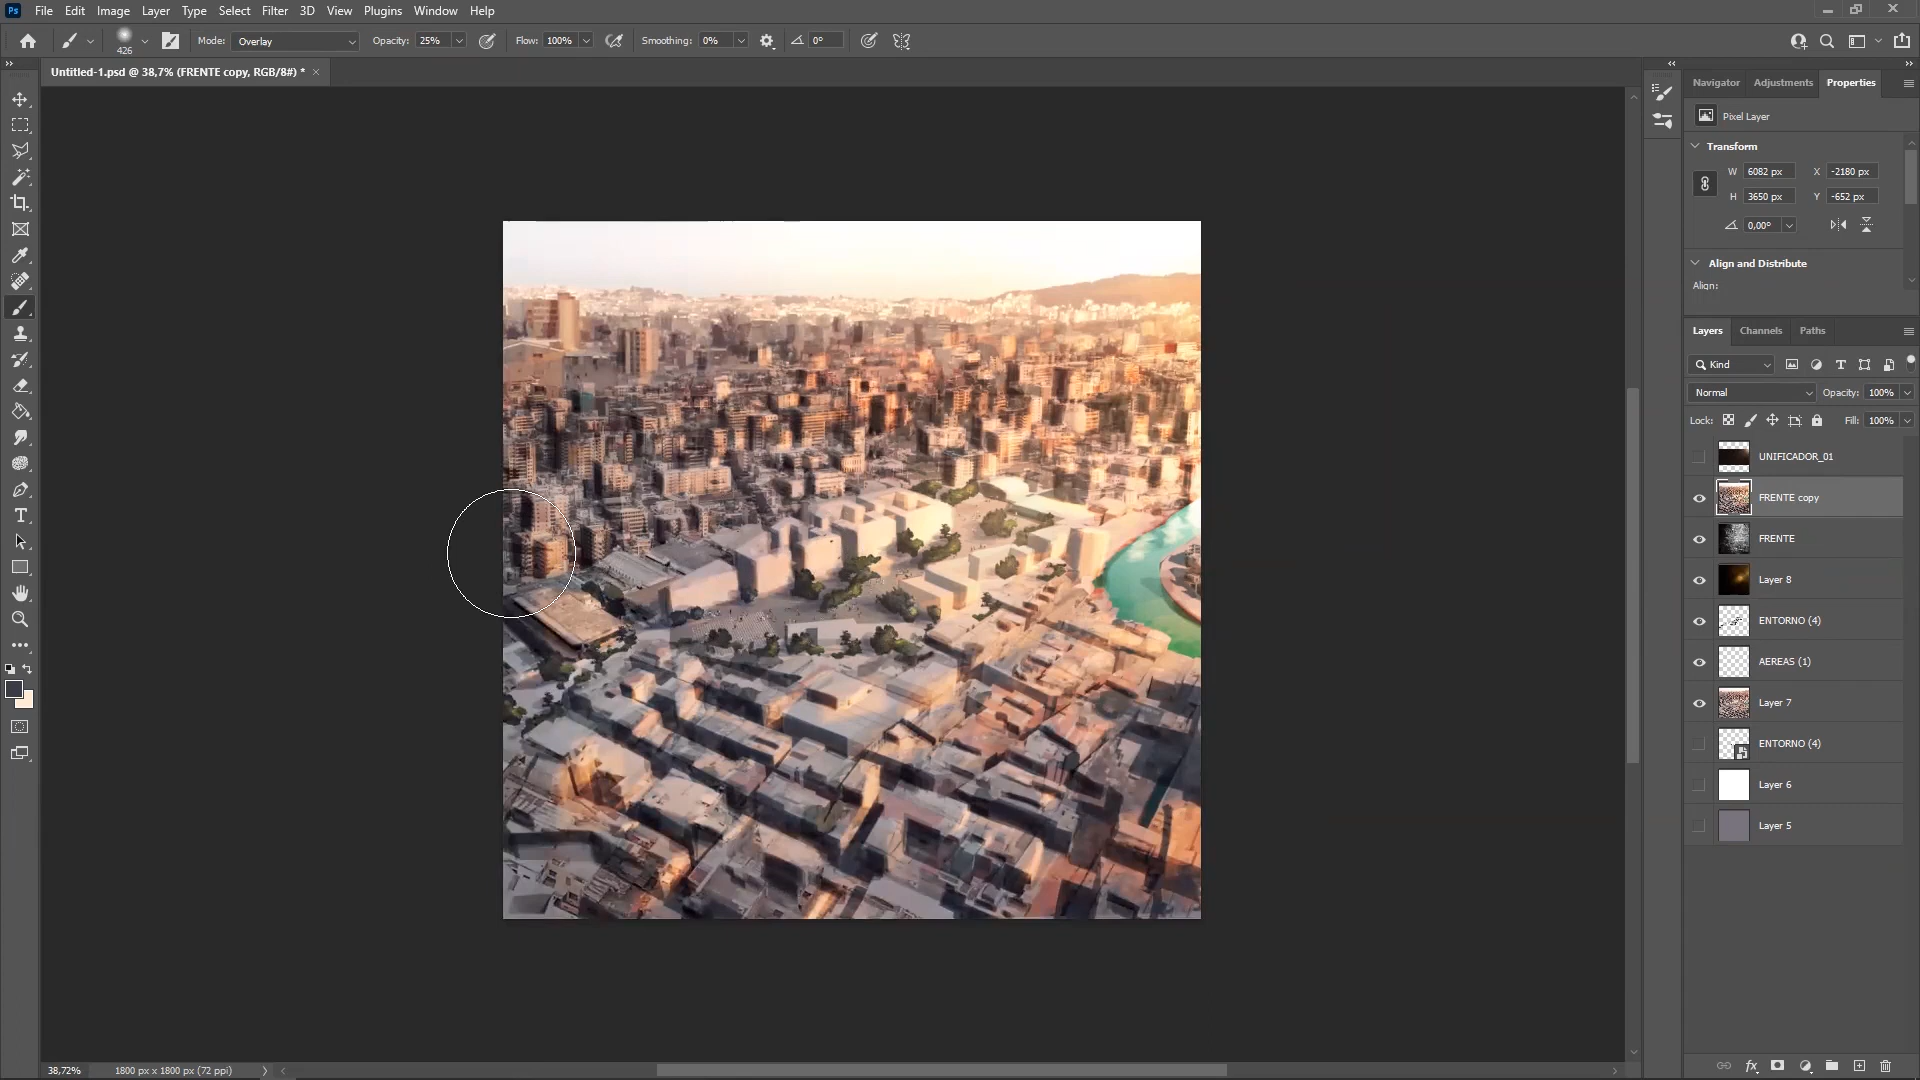 Ps File Edit Image Layer Type Select Filter 3D View Plugins Window Help
426 Mode: Overlay Opacity: 25% Flow: 100% Smoothing: 0% 0°
Untitled-1.psd @ 38,7% (FRENTE copy, RGB/8#) * ×
Navigator Adjustments Properties
Pixel Layer
Transform
W 6082 px X -2180 px
H 3650 px Y -652 px
0,00°
Align and Distribute
Align:
Layers Channels Paths
Kind
Normal Opacity: 100%
Lock: Fill: 100%
UNIFICADOR_01
FRENTE copy
FRENTE
Layer 8
ENTORNO (4)
AEREAS (1)
Layer 7
ENTORNO (4)
Layer 6
Layer 5
38,72% 1800 px x 1800 px (72 ppi)